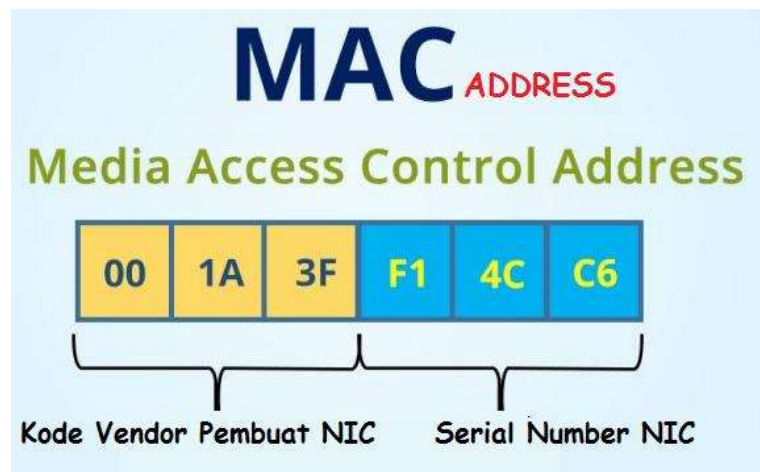 MAC ADDRESS
Media Access Control Address
00 1A 3F F1 4C C6
Kode Vendor Pembuat NIC Serial Number NIC